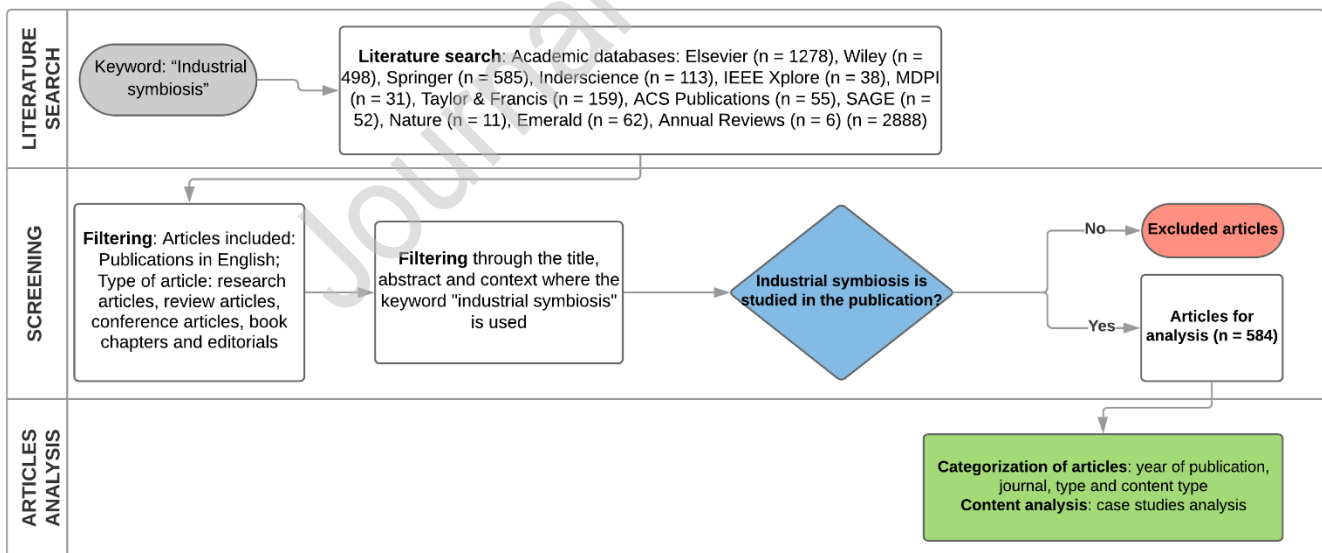 LITERATURE
SEARCH
Keyword: “Industrial
symbiosis”
Literature search: Academic databases: Elsevier (n = 1278), Wiley (n =
498), Springer (n = 585), Inderscience (n = 113), IEEE Xplore (n = 38), MDPI
(n = 31), Taylor & Francis (n = 159), ACS Publications (n = 55), SAGE (n =
52), Nature (n = 11), Emerald (n = 62), Annual Reviews (n = 6) (n = 2888)
Journal
SCREENING
Filtering: Articles included:
Publications in English;
Type of article: research
articles, review articles,
conference articles, book
chapters and editorials
Filtering through the title,
abstract and context where the
keyword "industrial symbiosis"
is used
Industrial symbiosis is
studied in the publication?
No
Excluded articles
Yes
Articles for
analysis (n = 584)
ARTICLES
ANALYSIS
Categorization of articles: year of publication,
journal, type and content type
Content analysis: case studies analysis